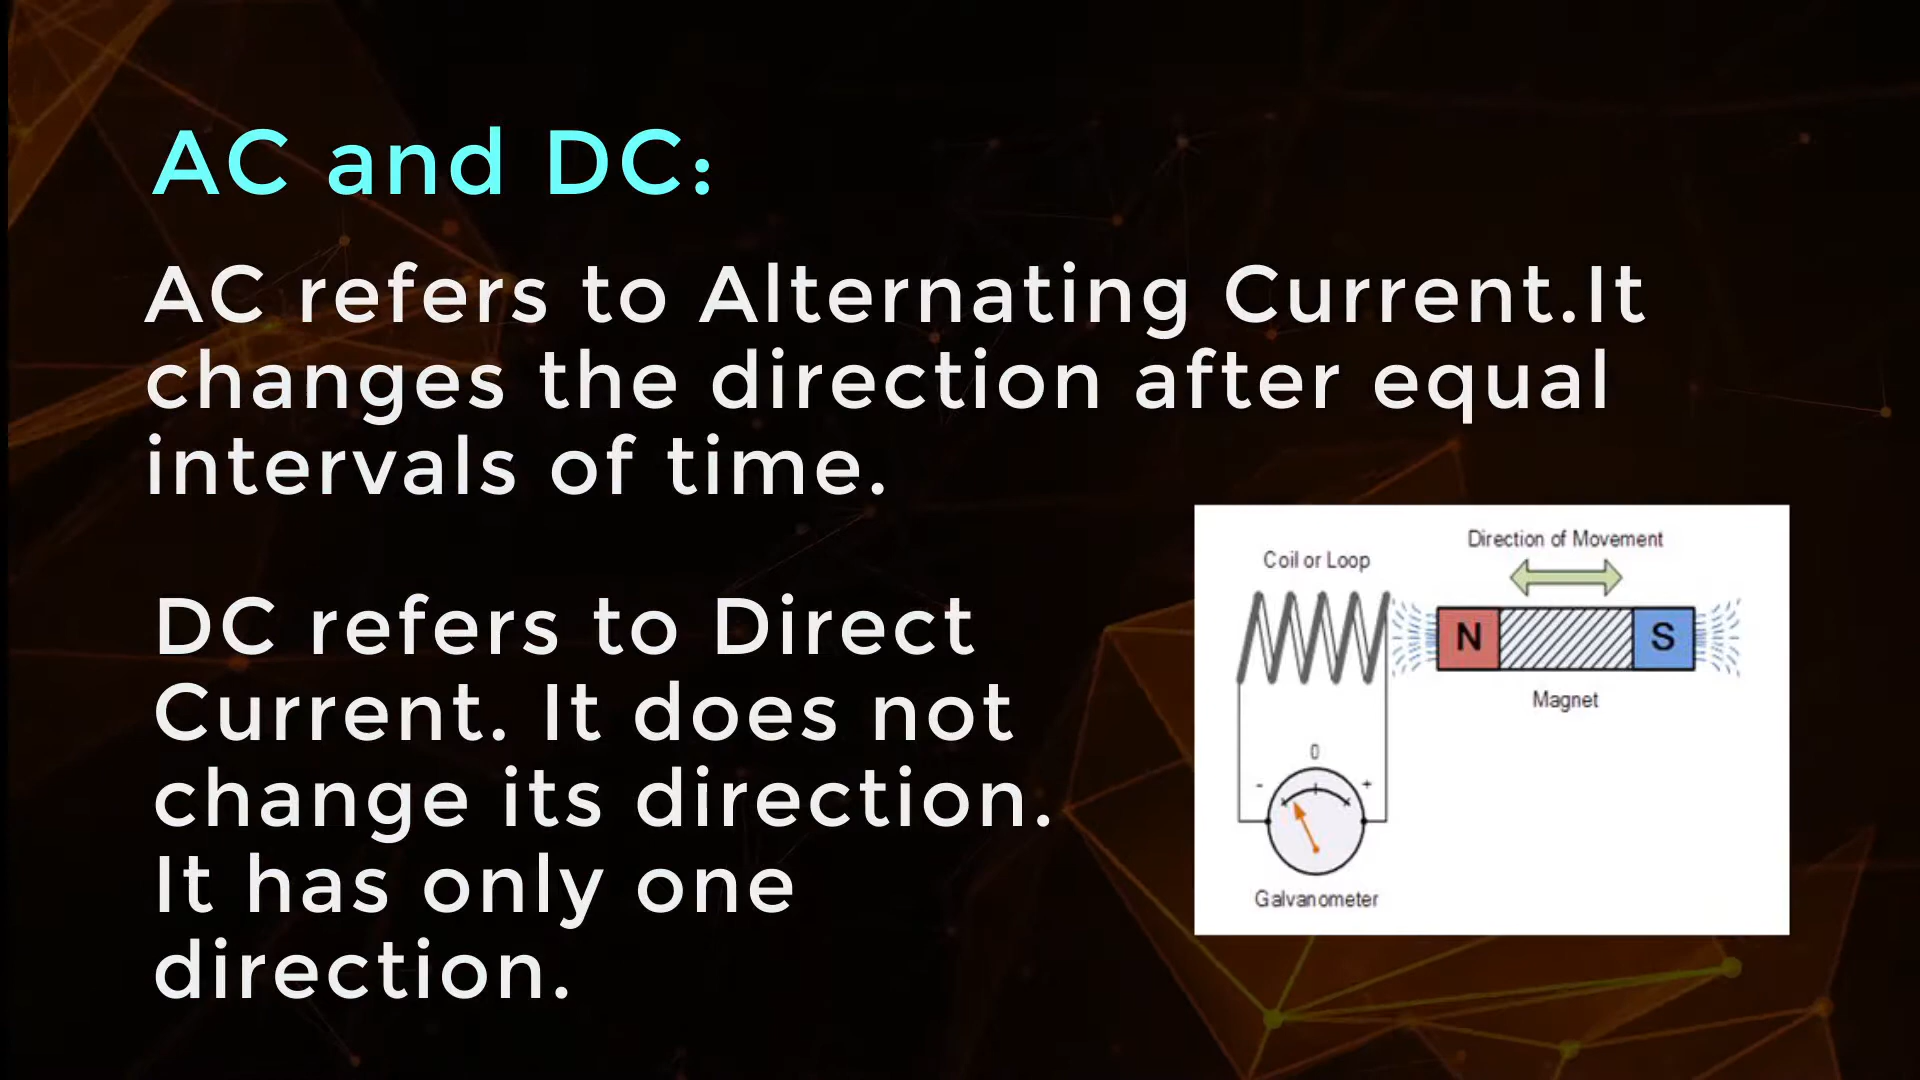 AC and DC:
AC refers to Alternating Current.It
changes the direction after equal
intervals of time.
DC refers to Direct
Current. It does not
change its direction.
It has only one
direction.
Direction of Movement
Coil or Loop
N
S
Magnet
0
- +
Galvanometer